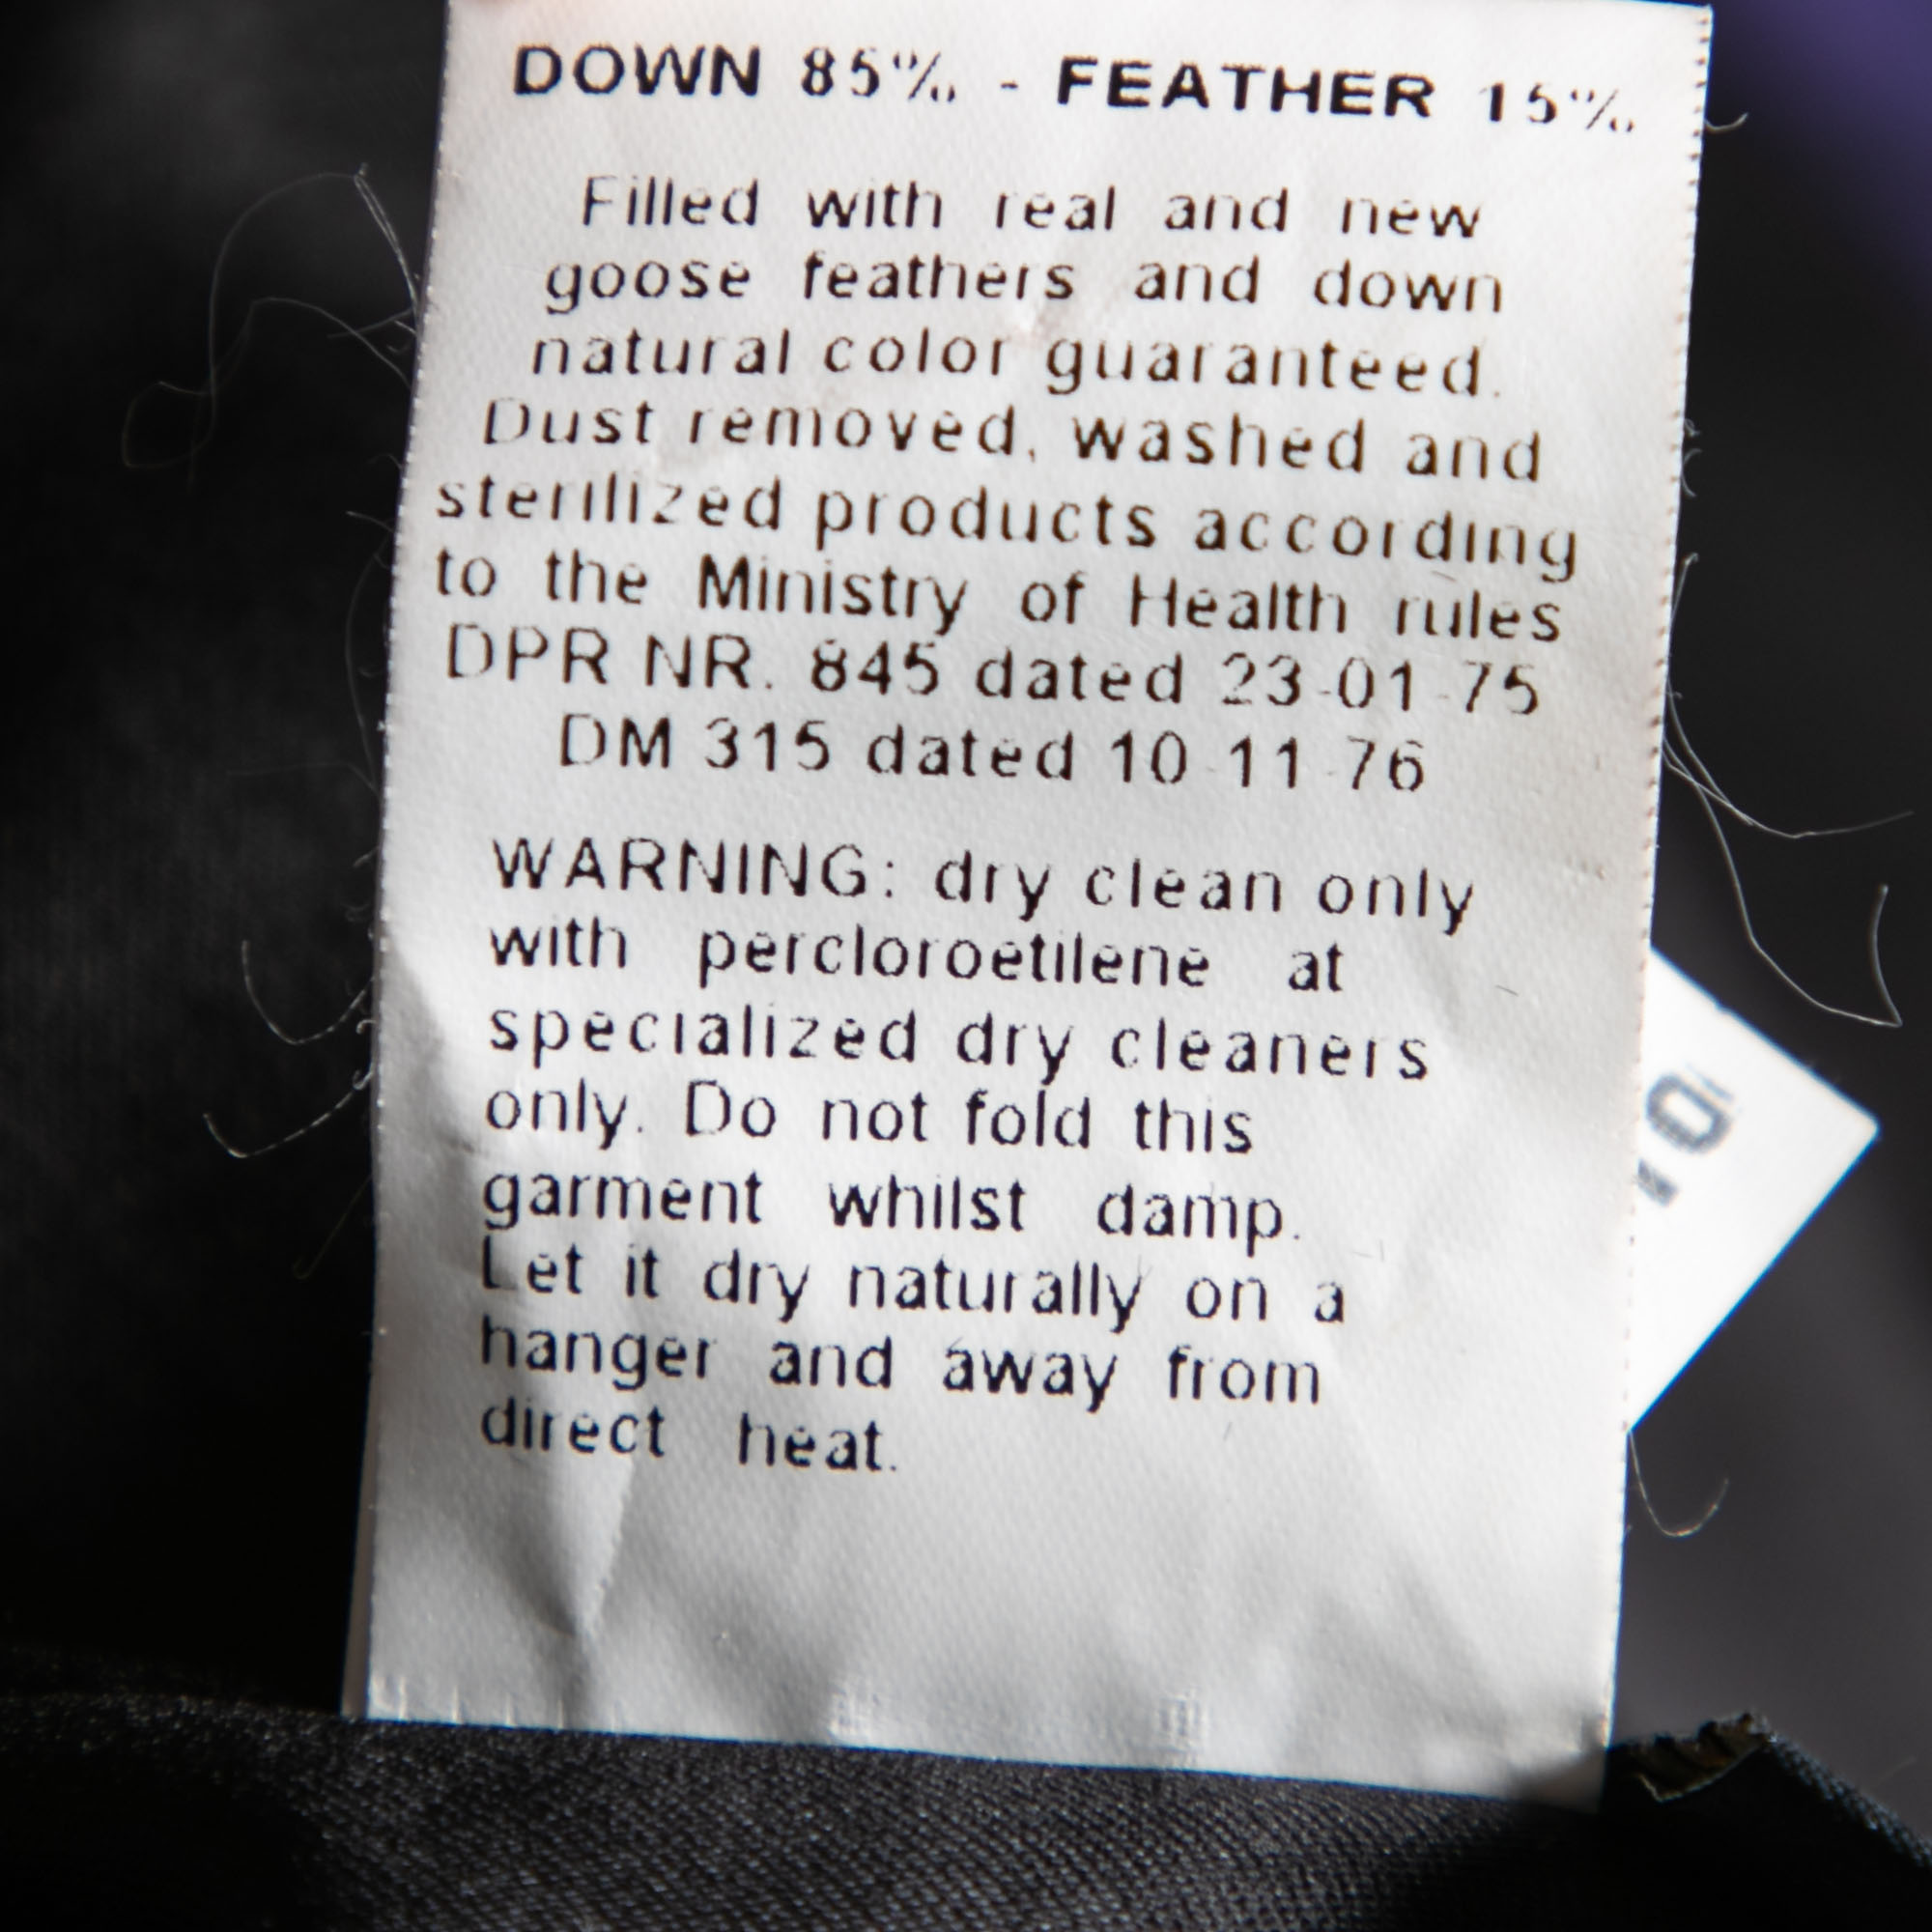 DOWN 85% - FEATHER 15%
Filled with real and new
goose feathers and down
natural color guaranteed.
Dust removed, washed and
sterilized products according
to the Ministry of Health rules
DPR NR. 845 dated 23-01-75
DM 315 dated 10-11-76
WARNING: dry clean only
with percloroetilene at
specialized dry cleaners
only. Do not fold this
garment whilst damp.
Let it dry naturally on a
hanger and away from
direct heat.